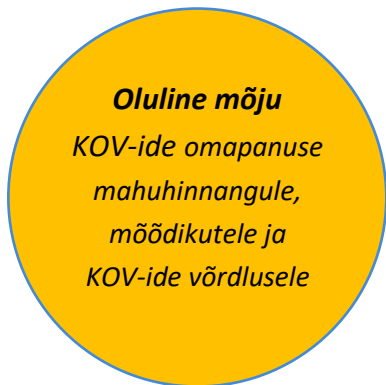 Oluline mõju
KOV-ide omapanuse
mahuhinnangule,
mõõdikutele ja
KOV-ide võrdlusele